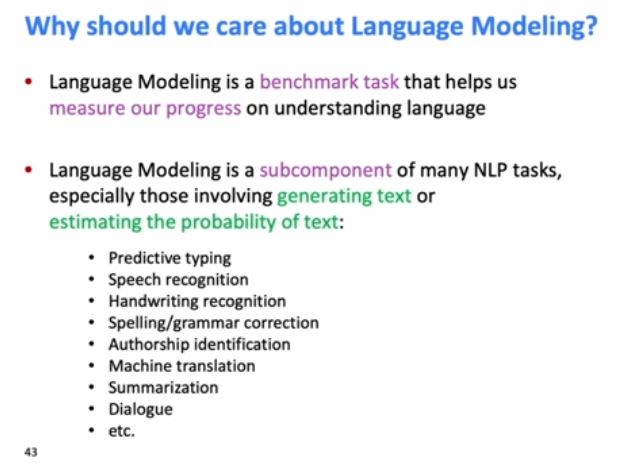 Why should we care about Language Modeling?
• Language Modeling is a benchmark task that helps us
measure our progress on understanding language
• Language Modeling is a subcomponent of many NLP tasks,
especially those involving generating text or
estimating the probability of text:
• Predictive typing
• Speech recognition
• Handwriting recognition
• Spelling/grammar correction
• Authorship identification
• Machine translation
• Summarization
• Dialogue
• etc.
43